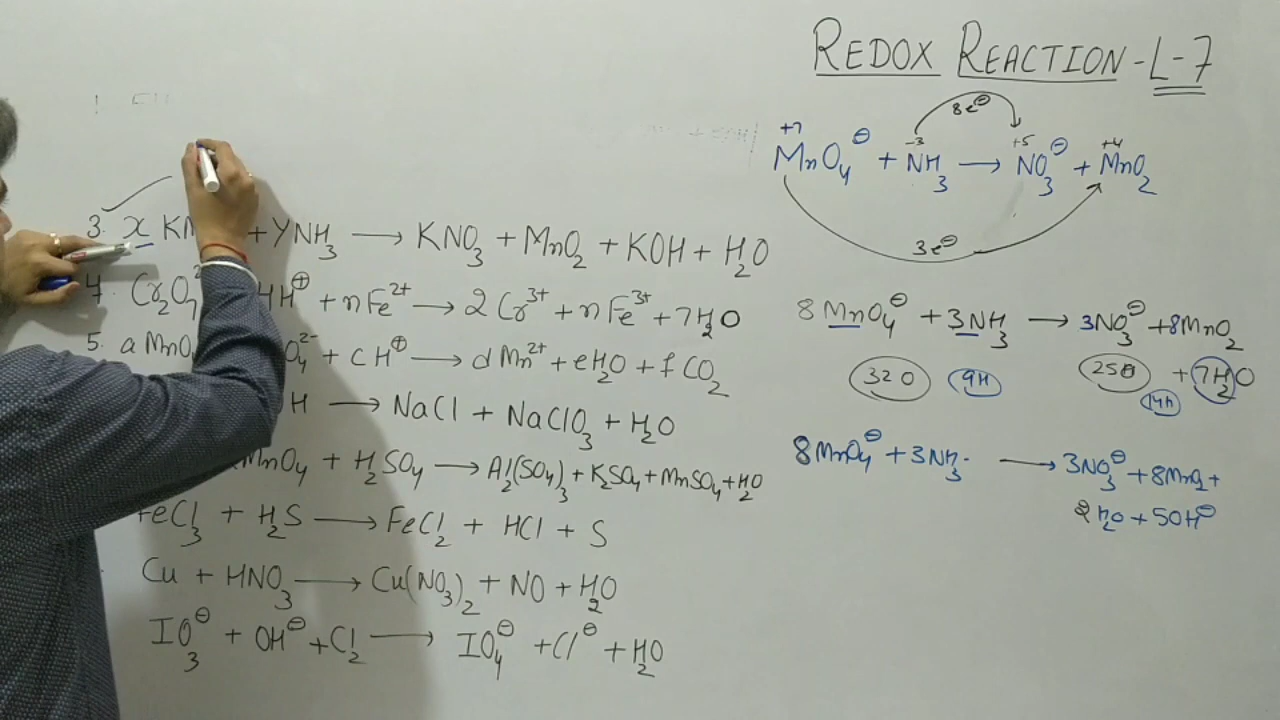 REDOX REACTION-L-7
8e⊖
+7 -3 +5 +4
MnO₄⊖ + NH₃ → NO₃⊖ + MnO₂
3e⊖
8MnO₄⊖ + 3NH₃ → 3NO₃⊖ + 8MnO₂
+ 7H₂O
32O 9H 25O 14H
8MnO₄⊖ + 3NH₃ → 3NO₃⊖ + 8MnO₂ +
2H₂O + 5OH⊖
3. x K + yNH₃ → KNO₃ + MnO₂ + KOH + H₂O
4. Cr₂O₇ 4H⊕ + nFe²⁺ → 2Cr³⁺ + nFe³⁺ + 7H₂O
5. a MnO O₄²⁻ + cH⊕ → dMn²⁺ + eH₂O + fCO₂
H → NaCl + NaClO₃ + H₂O
MnO₄ + H₂SO₄ → Al₂(SO₄)₃ + K₂SO₄ + MnSO₄ + H₂O
FeCl₃ + H₂S → FeCl₂ + HCl + S
Cu + HNO₃ → Cu(NO₃)₂ + NO + H₂O
IO₃⊖ + OH⊖ + Cl₂ → IO₄⊖ + Cl⊖ + H₂O